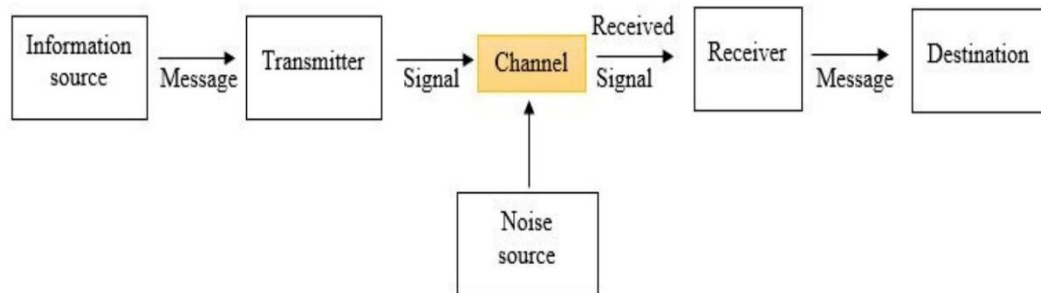 Information
source
Message
Transmitter
Signal
Channel
Received
Signal
Receiver
Message
Destination
Noise
source